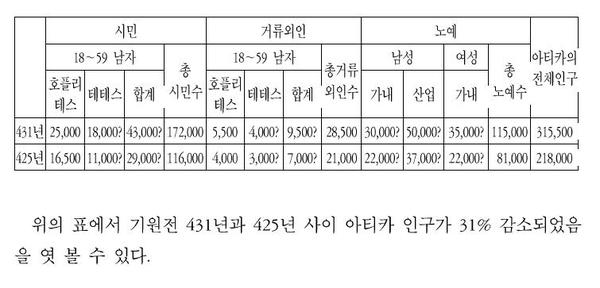 시민 거류외인 노예 아티카의 전체인구
18~59 남자 총 시민수 18~59 남자 총거류 외인수 남성 여성 총 노예수
호플리테스 테테스 합계 호플리테스 테테스 합계 가내 산업 가내
431년 25,000 18,000? 43,000? 172,000 5,500 4,000? 9,500? 28,500 30,000? 50,000? 35,000? 115,000 315,500
425년 16,500 11,000? 29,000? 116,000 4,000 3,000? 7,000? 21,000 22,000? 37,000? 22,000? 81,000 218,000
위의 표에서 기원전 431년과 425년 사이 아티카 인구가 31% 감소되었음
을 엿 볼 수 있다.